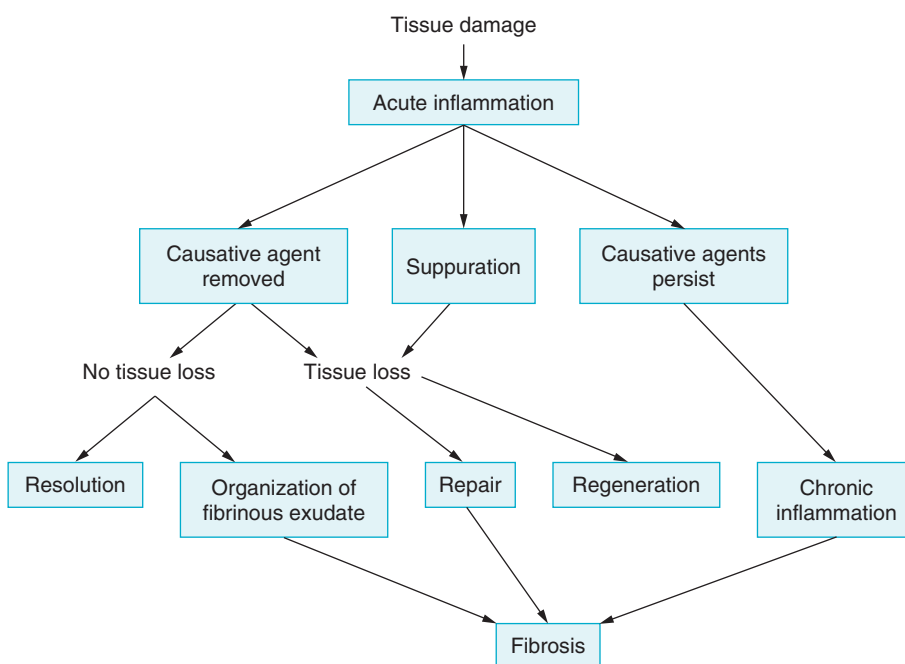 Tissue damage
Acute inflammation
Causative agent
removed
Suppuration
Causative agents
persist
No tissue loss
Tissue loss
Resolution
Organization of
fibrinous exudate
Repair
Regeneration
Chronic
inflammation
Fibrosis